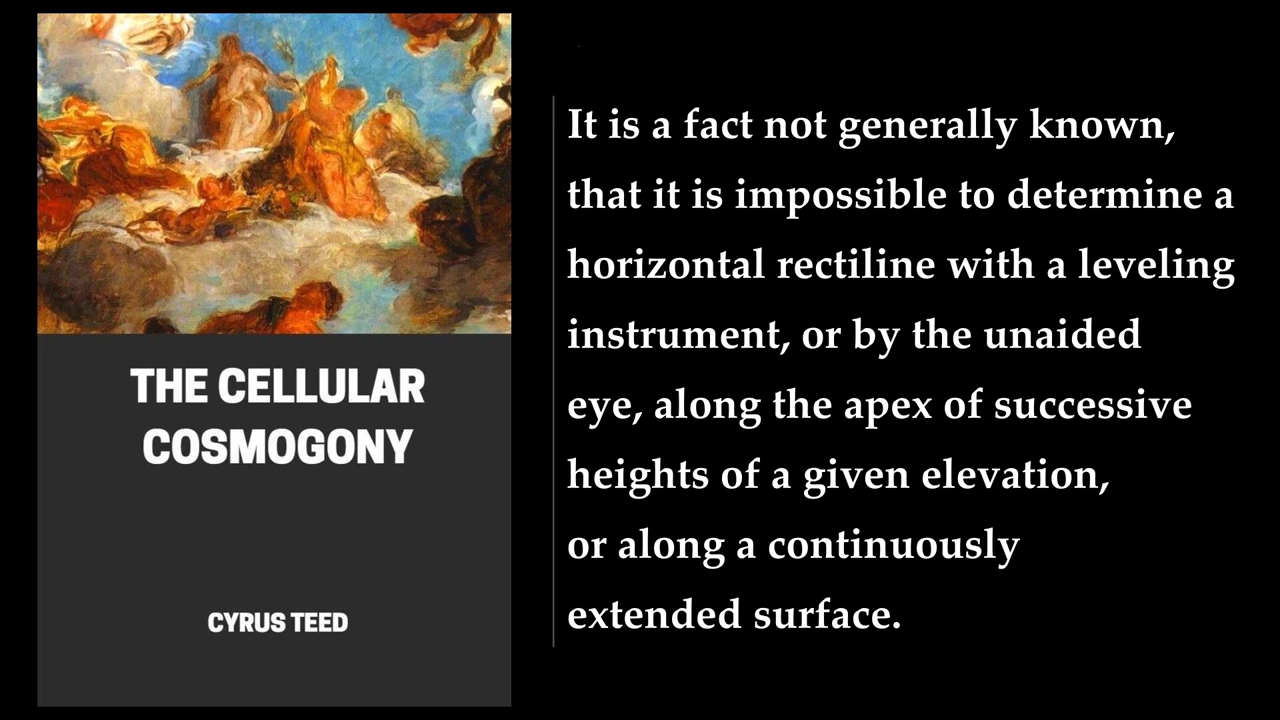 THE CELLULAR
COSMOGONY
CYRUS TEED
It is a fact not generally known,
that it is impossible to determine a
horizontal rectiline with a leveling
instrument, or by the unaided
eye, along the apex of successive
heights of a given elevation,
or along a continuously
extended surface.